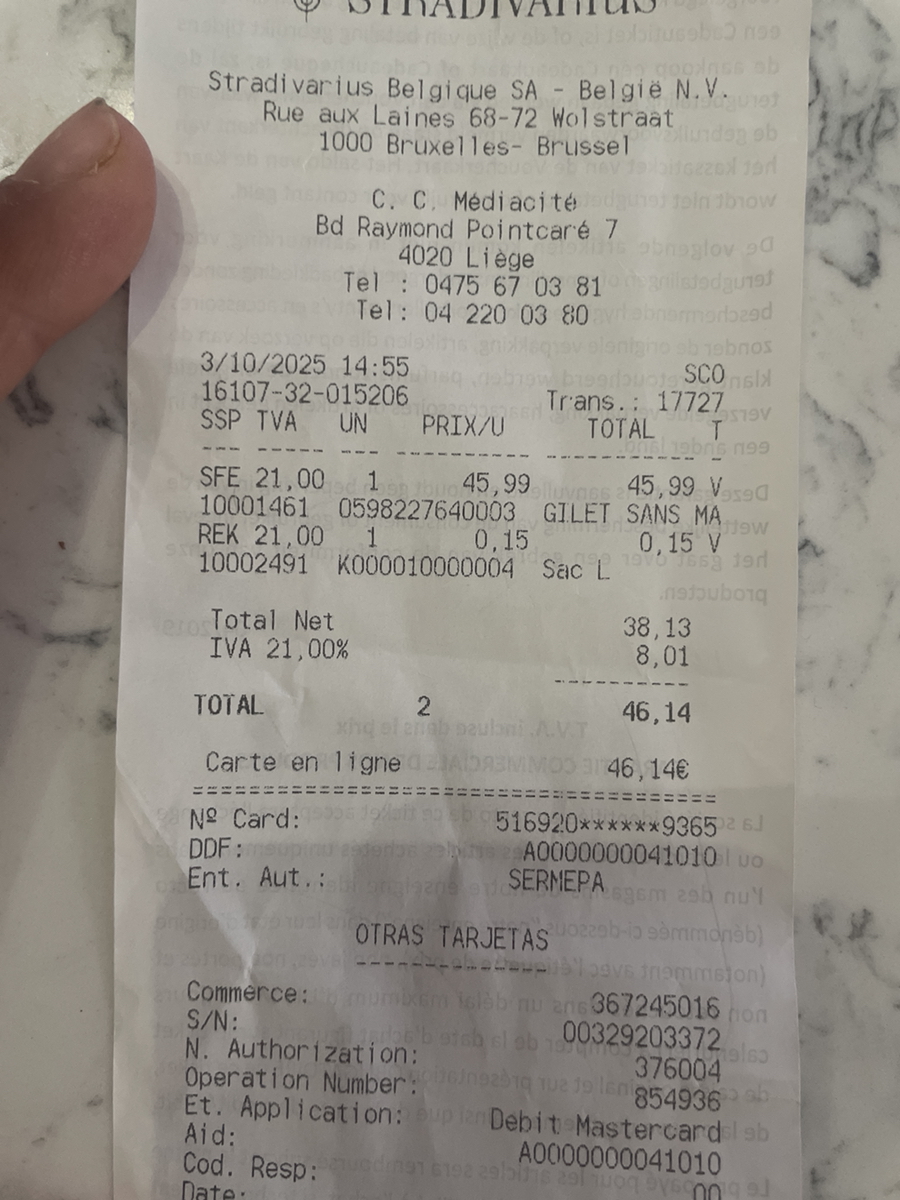 STRADIVARIUS
Stradivarius Belgique SA - België N.V.
Rue aux Laines 68-72 Wolstraat
1000 Bruxelles- Brussel
C. C. Médiacité
Bd Raymond Pointcaré 7
4020 Liège
Tel : 0475 67 03 81
Tel: 04 220 03 80
3/10/2025 14:55 SCO
16107-32-015206 Trans.: 17727
SSP TVA UN PRIX/U TOTAL T
--- ----- --- ---------- ----------- -
SFE 21,00 1 45,99 45,99 V
10001461 0598227640003 GILET SANS MA
REK 21,00 1 0,15 0,15 V
10002491 K000010000004 Sac L
Total Net 38,13
IVA 21,00% 8,01
----------
TOTAL 2 46,14
Carte en ligne 46,14€
======================================
Nº Card: 516920******9365
DDF: A0000000041010
Ent. Aut.: SERMEPA
OTRAS TARJETAS
--------------
Commerce: 367245016
S/N: 00329203372
N. Authorization: 376004
Operation Number: 854936
Et. Application: Debit Mastercard
Aid: A0000000041010
Cod. Resp: 00
Date: